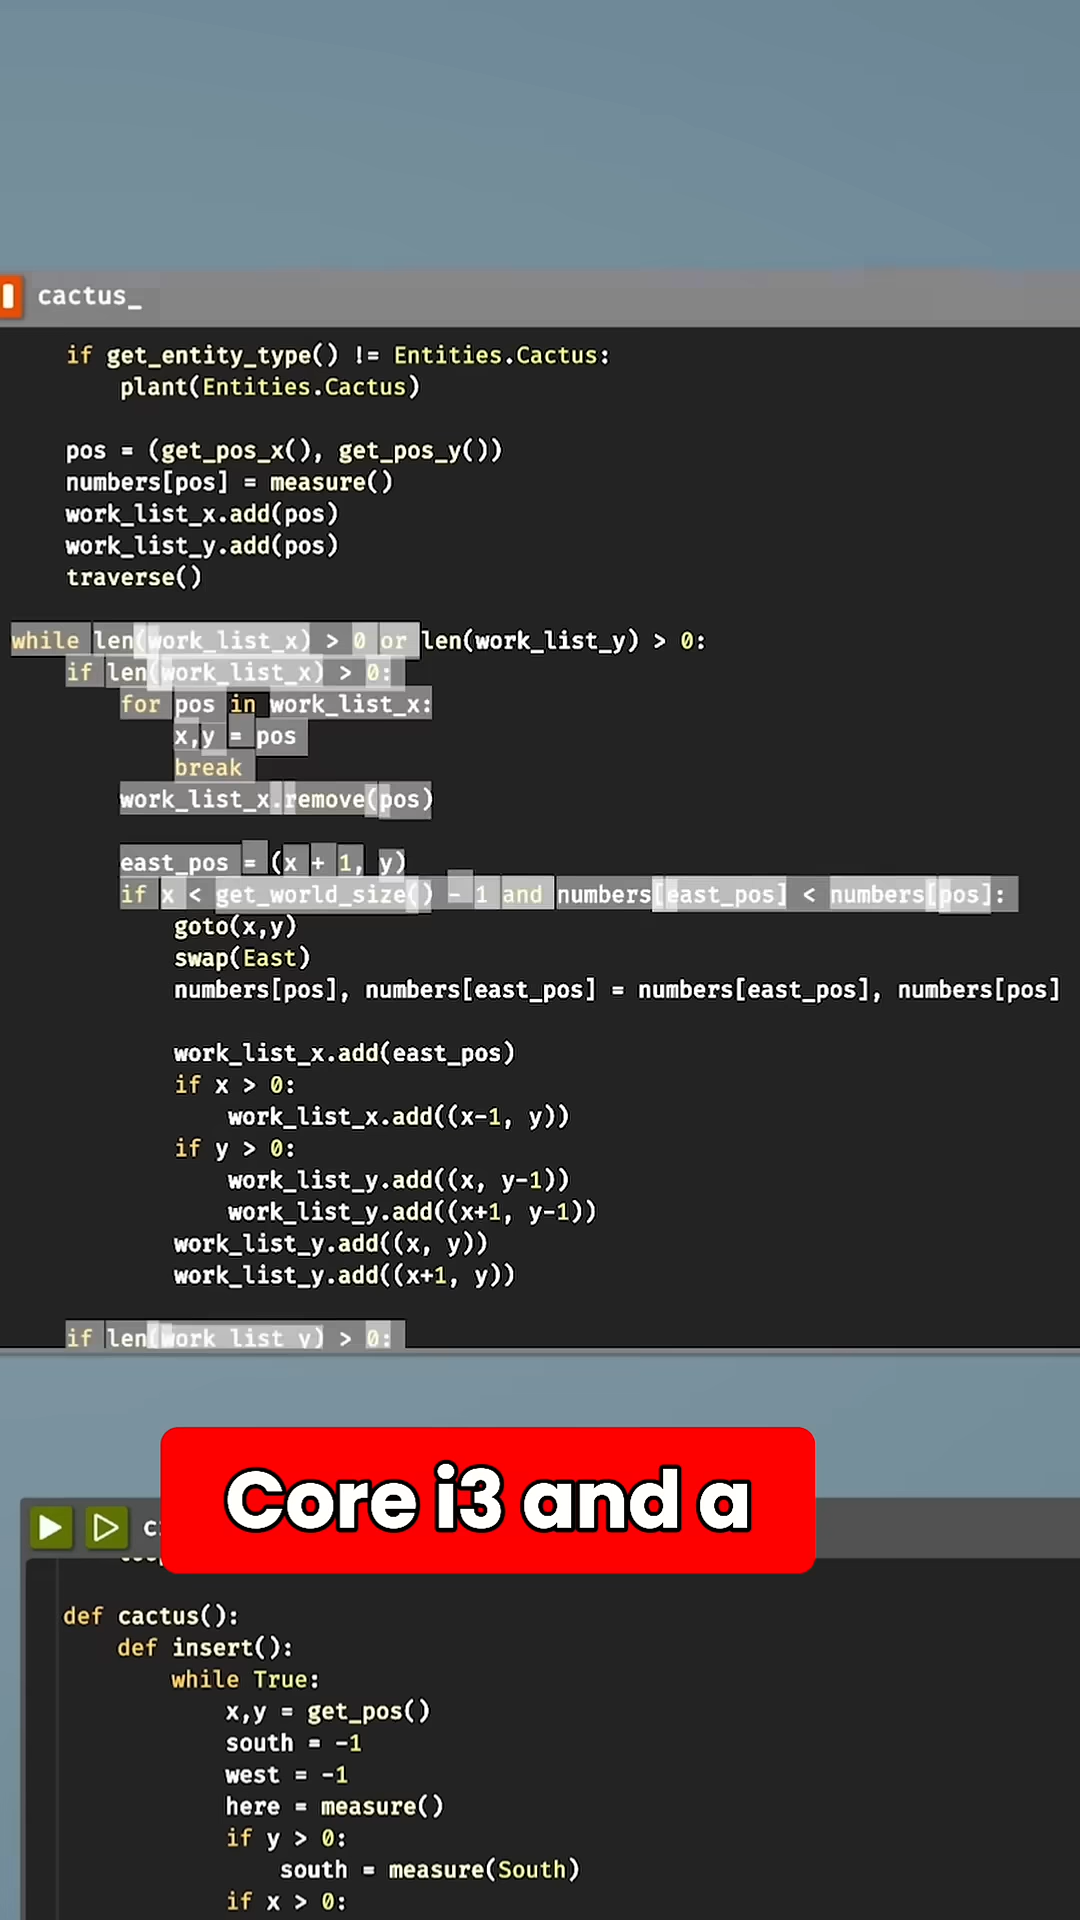 cactus_
if get_entity_type() != Entities.Cactus:
plant(Entities.Cactus)
pos = (get_pos_x(), get_pos_y())
numbers[pos] = measure()
work_list_x.add(pos)
work_list_y.add(pos)
traverse()
while len(work_list_x) > 0 or len(work_list_y) > 0:
if len(work_list_x) > 0:
for pos in work_list_x:
x,y = pos
break
work_list_x.remove(pos)
east_pos = (x + 1, y)
if x < get_world_size() - 1 and numbers[east_pos] < numbers[pos]:
goto(x,y)
swap(East)
numbers[pos], numbers[east_pos] = numbers[east_pos], numbers[pos]
work_list_x.add(east_pos)
if x > 0:
work_list_x.add((x-1, y))
if y > 0:
work_list_y.add((x, y-1))
work_list_y.add((x+1, y-1))
work_list_y.add((x, y))
work_list_y.add((x+1, y))
if len(work_list_y) > 0:
Core i3 and a
def cactus():
def insert():
while True:
x,y = get_pos()
south = -1
west = -1
here = measure()
if y > 0:
south = measure(South)
if x > 0: